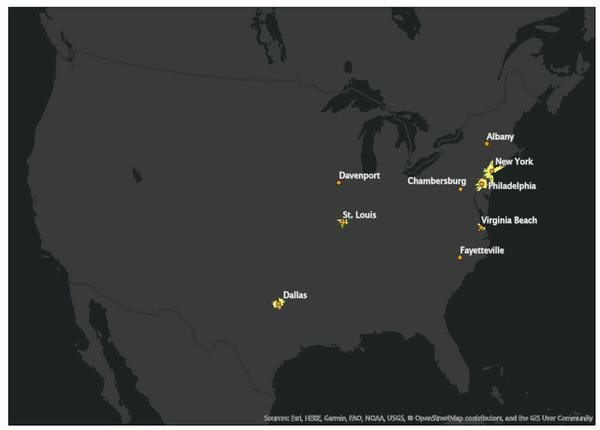 Albany
New York
Davenport
Chambersburg
Philadelphia
St. Louis
Virginia Beach
Fayetteville
Dallas
Sources: Esri, HERE, Garmin, FAO, NOAA, USGS, © OpenStreetMap contributors, and the GIS User Community